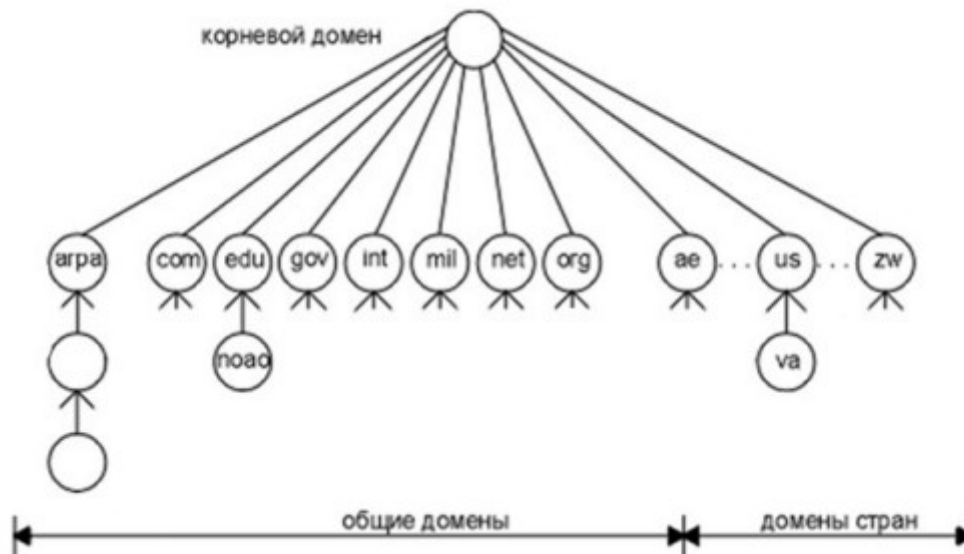 корневой домен
arpa com edu gov int mil net org ae ... us ... zw
noao va
общие домены домены стран